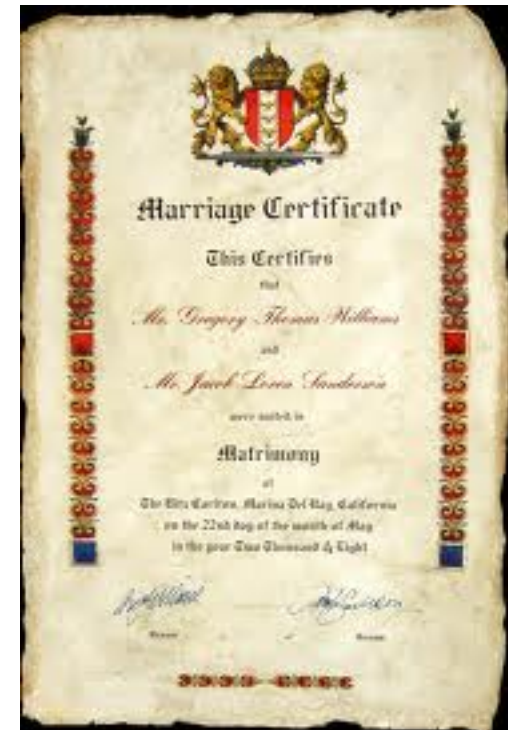 Marriage Certificate
This Certifies
that
Mr. Gregory Thomas Williams
and
Mr. Jacob Loren Sanderson
were united in
Matrimony
at
The Ritz Carlton, Marina Del Ray, California
on the 22nd day of the month of May
in the year Two Thousand & Eight